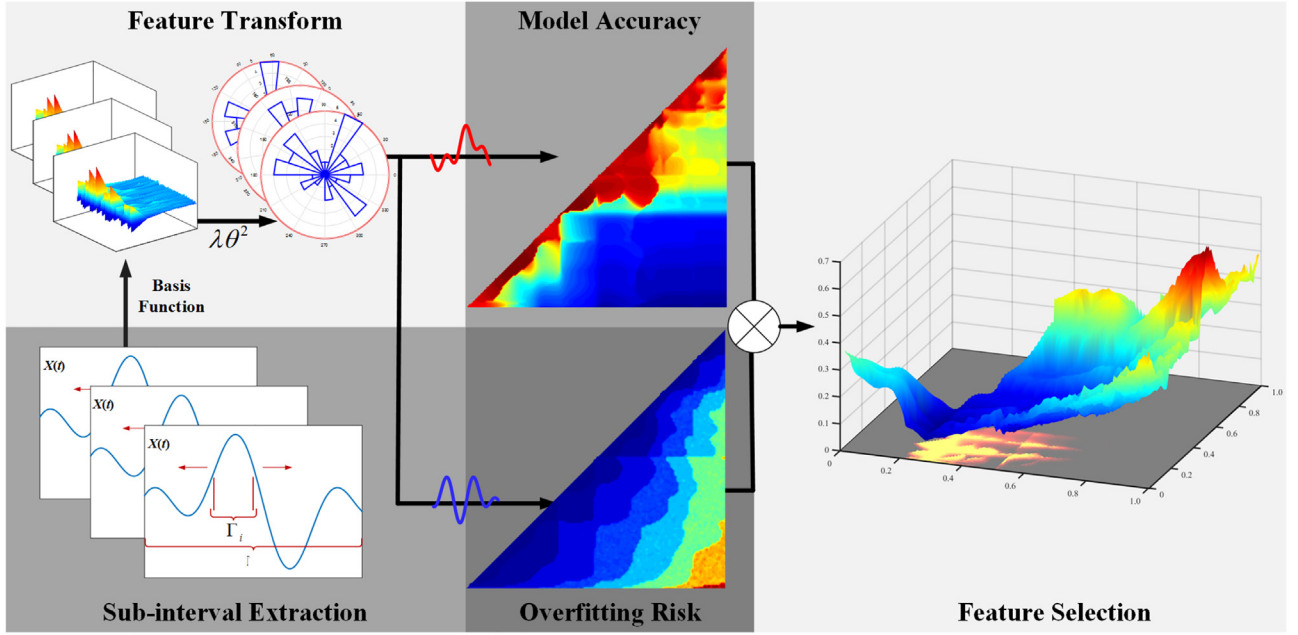 Feature Transform
Model Accuracy
λθ²
Basis
Function
X(t)
X(t)
X(t)
Γi
Sub-interval Extraction
Overfitting Risk
0.7
0.6
0.5
0.4
0.3
0.2
0.1
0
0
0.2
0.4
0.6
0.8
1.0
0
0.2
0.4
0.6
0.8
1.0
Feature Selection